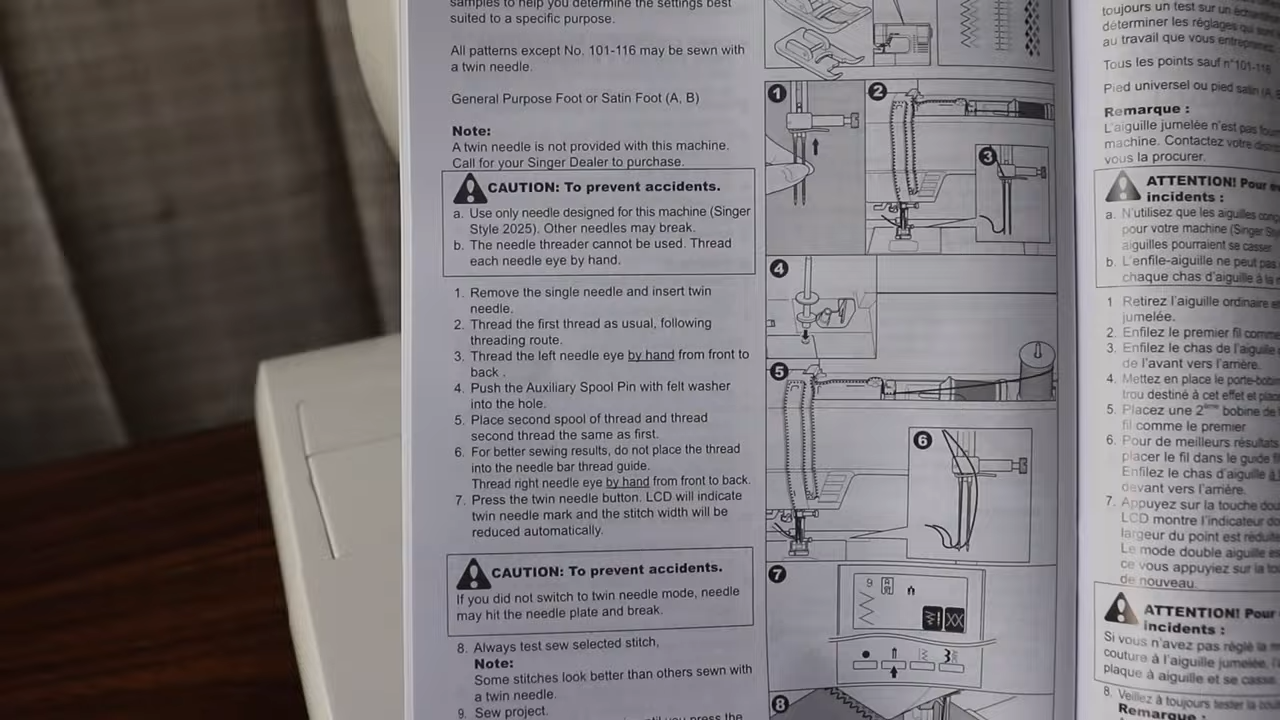 samples to help you determine the settings best
suited to a specific purpose.
All patterns except No. 101-116 may be sewn with
a twin needle.
General Purpose Foot or Satin Foot (A, B)
Note:
A twin needle is not provided with this machine.
Call for your Singer Dealer to purchase.
CAUTION: To prevent accidents.
a. Use only needle designed for this machine (Singer
Style 2025). Other needles may break.
b. The needle threader cannot be used. Thread
each needle eye by hand.
1. Remove the single needle and insert twin
needle.
2. Thread the first thread as usual, following
threading route.
3. Thread the left needle eye by hand from front to
back .
4. Push the Auxiliary Spool Pin with felt washer
into the hole.
5. Place second spool of thread and thread
second thread the same as first.
6. For better sewing results, do not place the thread
into the needle bar thread guide.
Thread right needle eye by hand from front to back.
7. Press the twin needle button. LCD will indicate
twin needle mark and the stitch width will be
reduced automatically.
CAUTION: To prevent accidents.
If you did not switch to twin needle mode, needle
may hit the needle plate and break.
8. Always test sew selected stitch,
Note:
Some stitches look better than others sewn with
a twin needle.
9. Sew project.
until you press the
1
2
3
4
5
6
7
9
8
toujours un test sur un
déterminer les réglages qui
au travail que vous
Tous les points sauf n°101-116
Pied universel ou pied satin (A,
Remarque :
L'aiguille jumelée n'est pas
machine. Contactez votre
vous la procurer.
ATTENTION! Pour
incidents :
a. N'utilisez que les aiguilles
pour votre machine (Singer
aiguilles pourraient se casser
b. L'enfile-aiguille ne peut pas
chaque chas d'aiguille à la
1 Retirez l'aiguille ordinaire
jumelée.
2. Enfilez le premier fil
3. Enfilez le chas de l'aiguille
de l'avant vers l'arrière.
4. Mettez en place le
trou destiné à cet effet et
5. Placez une 2ème bobine de
fil comme le premier
6. Pour de meilleurs résultats
placer le fil dans le guide
Enfilez le chas d'aiguille
devant vers l'arrière.
7. Appuyez sur la touche
LCD montre l'indicateur
largeur du point est
Le mode double aiguille
ce vous appuyiez sur la
de nouveau.
ATTENTION! Pour
incidents :
Si vous n'avez pas réglé la
couture à l'aiguille jumelée,
plaque à aiguille et se
8. Veillez à toujours tester la
Remarque :